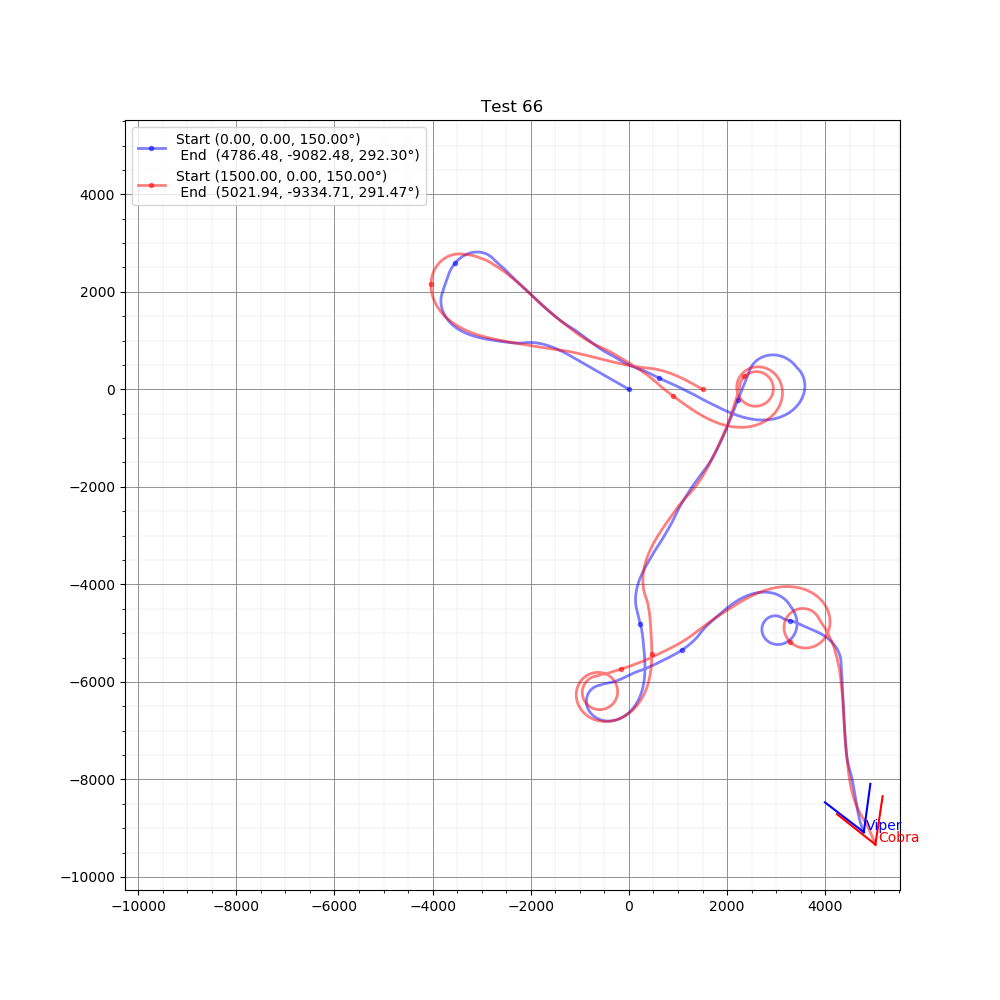 Test 66
Start (0.00, 0.00, 150.00°)
End  (4786.48, -9082.48, 292.30°)
Start (1500.00, 0.00, 150.00°)
End  (5021.94, -9334.71, 291.47°)
4000
2000
0
−2000
−4000
−6000
−8000
−10000
Viper
Cobra
−10000 −8000 −6000 −4000 −2000 0 2000 4000